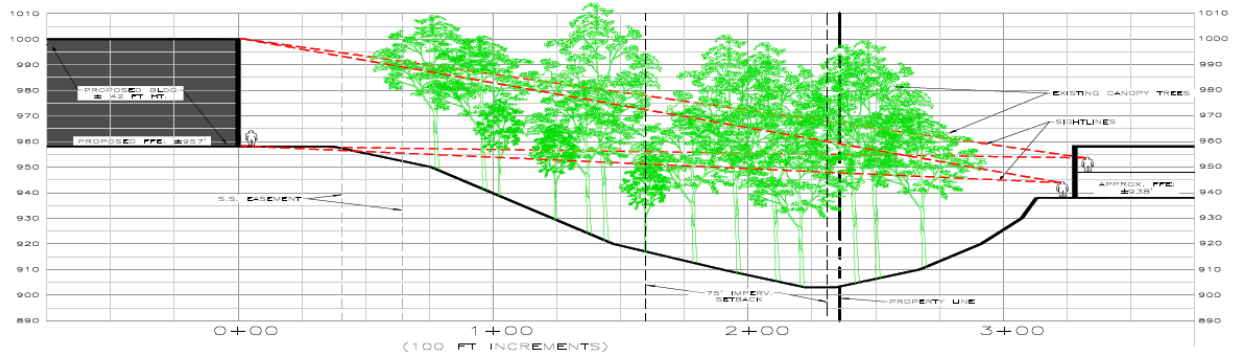 1010
1000
990
980
970
960
950
940
930
920
910
900
890
PROPOSED BLDG
± 42 FT HT.
PROPOSED FFE: ±957'
S.S. EASEMENT
75' IMPERV.
SETBACK
PROPERTY LINE
EXISTING CANOPY TREES
SIGHTLINES
APPROX. FFE:
±938'
1010
1000
990
980
970
960
950
940
930
920
910
900
890
0+00
1+00
2+00
3+00
(100 FT INCREMENTS)